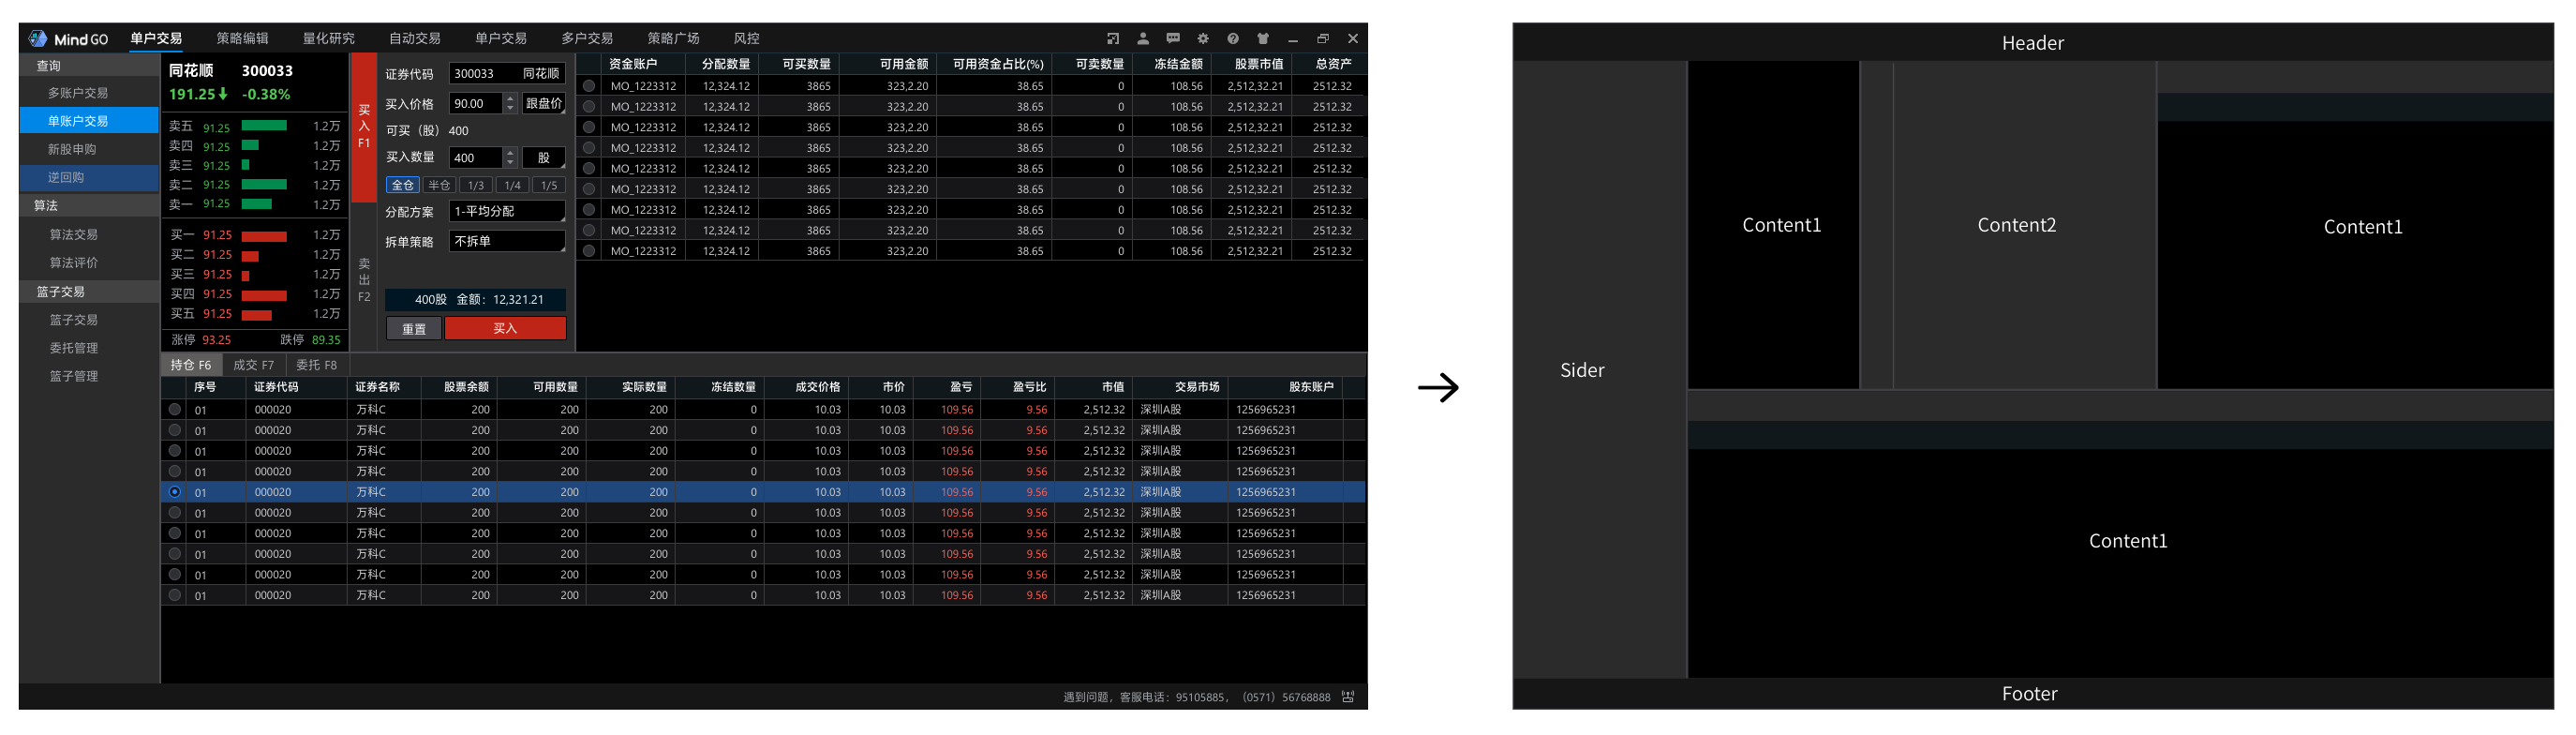 Mind GO 单户交易 策略编辑 量化研究 自动交易 单户交易 多户交易 策略广场 风控
查询
多账户交易
单账户交易
新股申购
逆回购
算法
算法交易
算法评价
篮子交易
篮子交易
委托管理
篮子管理
同花顺 300033
191.25 -0.38%
卖五 91.25 1.2万
卖四 91.25 1.2万
卖三 91.25 1.2万
卖二 91.25 1.2万
卖一 91.25 1.2万
买一 91.25 1.2万
买二 91.25 1.2万
买三 91.25 1.2万
买四 91.25 1.2万
买五 91.25 1.2万
涨停 93.25 跌停 89.35
买
入
F1
卖
出
F2
证券代码 300033 同花顺
买入价格 90.00 跟盘价
可买（股） 400
买入数量 400 股
全仓 半仓 1/3 1/4 1/5
分配方案 1-平均分配
拆单策略 不拆单
400股 金额：12,321.21
重置 买入
资金账户 分配数量 可买数量 可用金额 可用资金占比(%) 可卖数量 冻结金额 股票市值 总资产
MO_1223312 12,324.12 3865 323,2.20 38.65 0 108.56 2,512,32.21 2512.32
MO_1223312 12,324.12 3865 323,2.20 38.65 0 108.56 2,512,32.21 2512.32
MO_1223312 12,324.12 3865 323,2.20 38.65 0 108.56 2,512,32.21 2512.32
MO_1223312 12,324.12 3865 323,2.20 38.65 0 108.56 2,512,32.21 2512.32
MO_1223312 12,324.12 3865 323,2.20 38.65 0 108.56 2,512,32.21 2512.32
MO_1223312 12,324.12 3865 323,2.20 38.65 0 108.56 2,512,32.21 2512.32
MO_1223312 12,324.12 3865 323,2.20 38.65 0 108.56 2,512,32.21 2512.32
MO_1223312 12,324.12 3865 323,2.20 38.65 0 108.56 2,512,32.21 2512.32
MO_1223312 12,324.12 3865 323,2.20 38.65 0 108.56 2,512,32.21 2512.32
持仓 F6 成交 F7 委托 F8
序号 证券代码 证券名称 股票余额 可用数量 实际数量 冻结数量 成交价格 市价 盈亏 盈亏比 市值 交易市场 股东账户
01 000020 万科C 200 200 200 0 10.03 10.03 109.56 9.56 2,512.32 深圳A股 1256965231
01 000020 万科C 200 200 200 0 10.03 10.03 109.56 9.56 2,512.32 深圳A股 1256965231
01 000020 万科C 200 200 200 0 10.03 10.03 109.56 9.56 2,512.32 深圳A股 1256965231
01 000020 万科C 200 200 200 0 10.03 10.03 109.56 9.56 2,512.32 深圳A股 1256965231
01 000020 万科C 200 200 200 0 10.03 10.03 109.56 9.56 2,512.32 深圳A股 1256965231
01 000020 万科C 200 200 200 0 10.03 10.03 109.56 9.56 2,512.32 深圳A股 1256965231
01 000020 万科C 200 200 200 0 10.03 10.03 109.56 9.56 2,512.32 深圳A股 1256965231
01 000020 万科C 200 200 200 0 10.03 10.03 109.56 9.56 2,512.32 深圳A股 1256965231
01 000020 万科C 200 200 200 0 10.03 10.03 109.56 9.56 2,512.32 深圳A股 1256965231
01 000020 万科C 200 200 200 0 10.03 10.03 109.56 9.56 2,512.32 深圳A股 1256965231
遇到问题，客服电话：95105885，（0571）56768888
Header
Sider
Content1
Content2
Content1
Content1
Footer